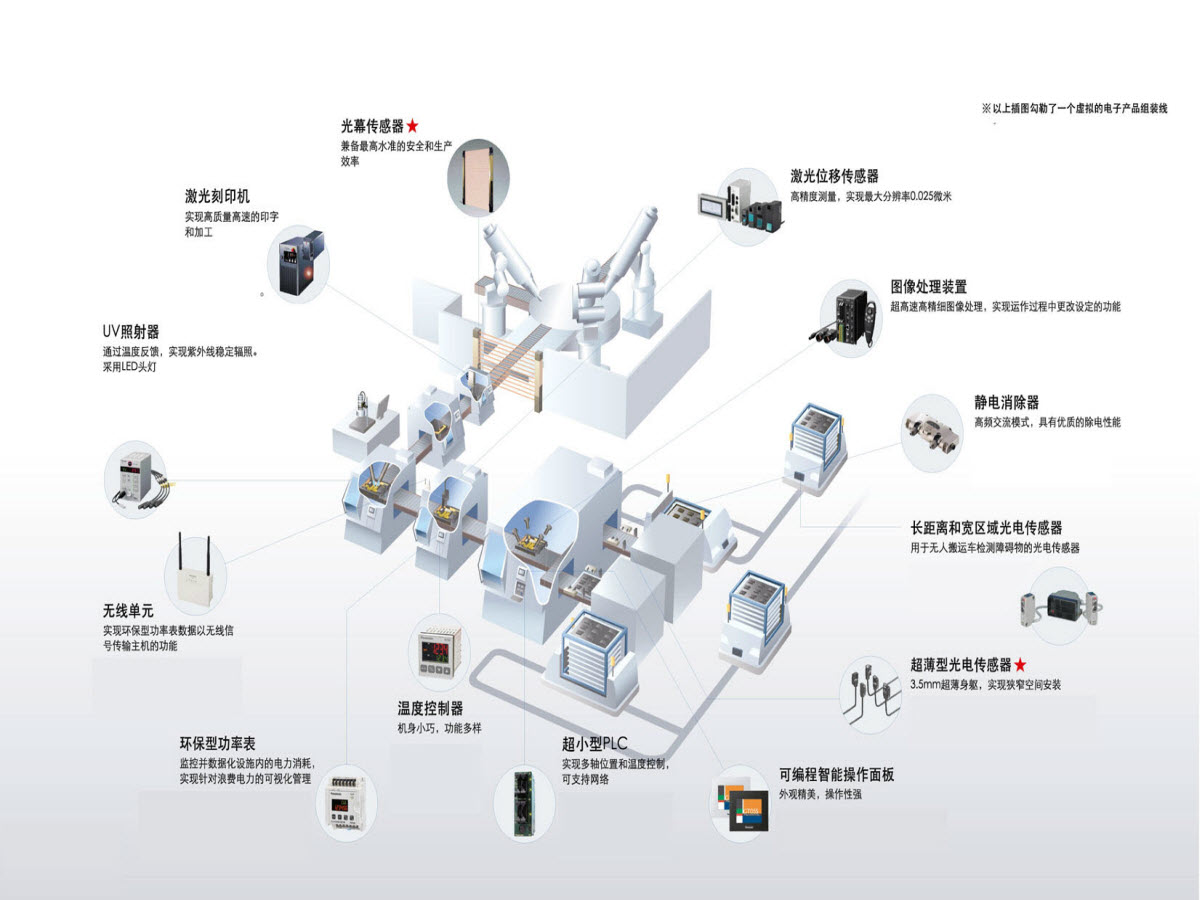 ※以上插图勾勒了一个虚拟的电子产品组装线
光幕传感器★
兼备最高水准的安全和生产
效率
激光位移传感器
高精度测量，实现最大分辨率0.025微米
激光刻印机
实现高质量高速的印字
和加工
图像处理装置
超高速高精细图像处理，实现运作过程中更改设定的功能
UV照射器
通过温度反馈，实现紫外线稳定辐照。
采用LED头灯
静电消除器
高频交流模式，具有优质的除电性能
长距离和宽区域光电传感器
用于无人搬运车检测障碍物的光电传感器
无线单元
实现环保型功率表数据以无线信
号传输主机的功能
超薄型光电传感器★
3.5mm超薄身躯，实现狭窄空间安装
温度控制器
机身小巧，功能多样
环保型功率表
监控并数据化设施内的电力消耗，
实现针对浪费电力的可视化管理
超小型PLC
实现多轴位置和温度控制，
可支持网络
可编程智能操作面板
外观精美，操作性强